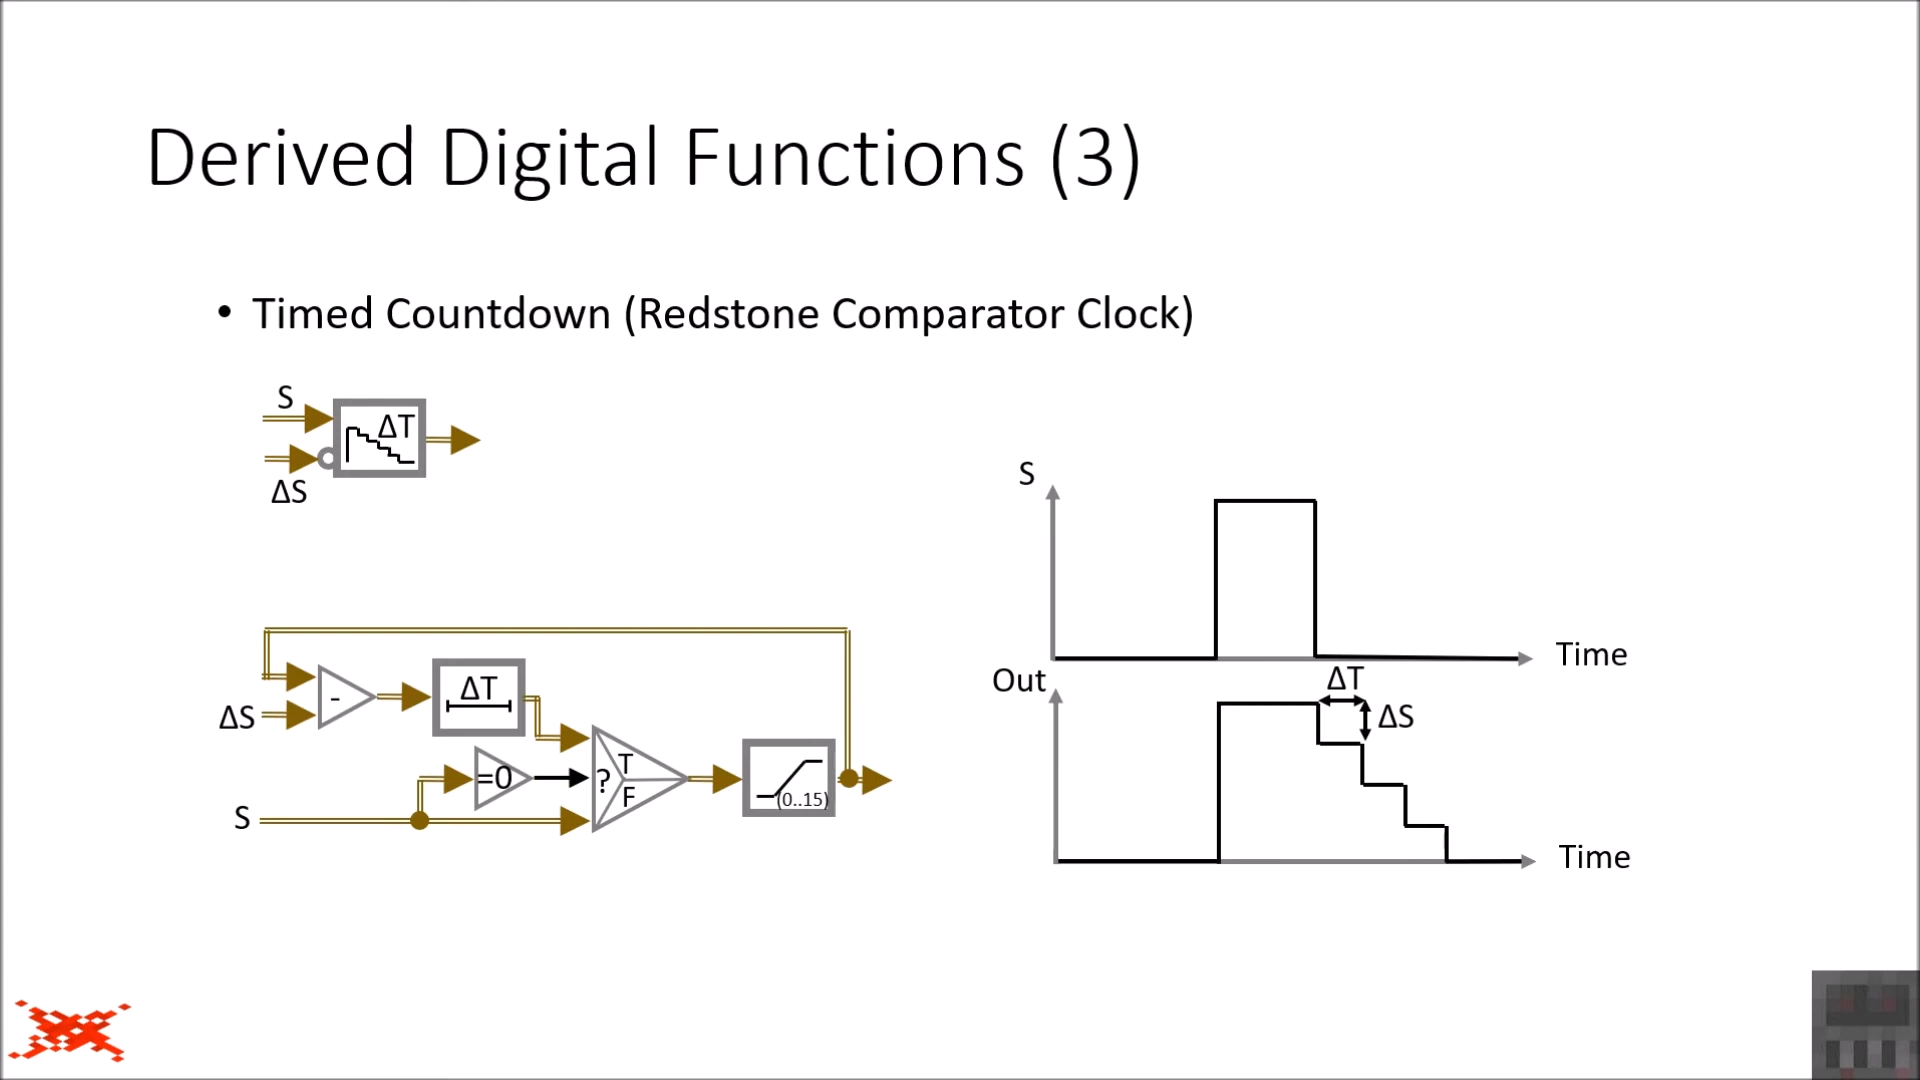 Derived Digital Functions (3)
• Timed Countdown (Redstone Comparator Clock)
S
ΔT
ΔS
S
Time
Out
ΔT
ΔS
Time
ΔS
-
ΔT
=0
?
T
F
(0..15)
S